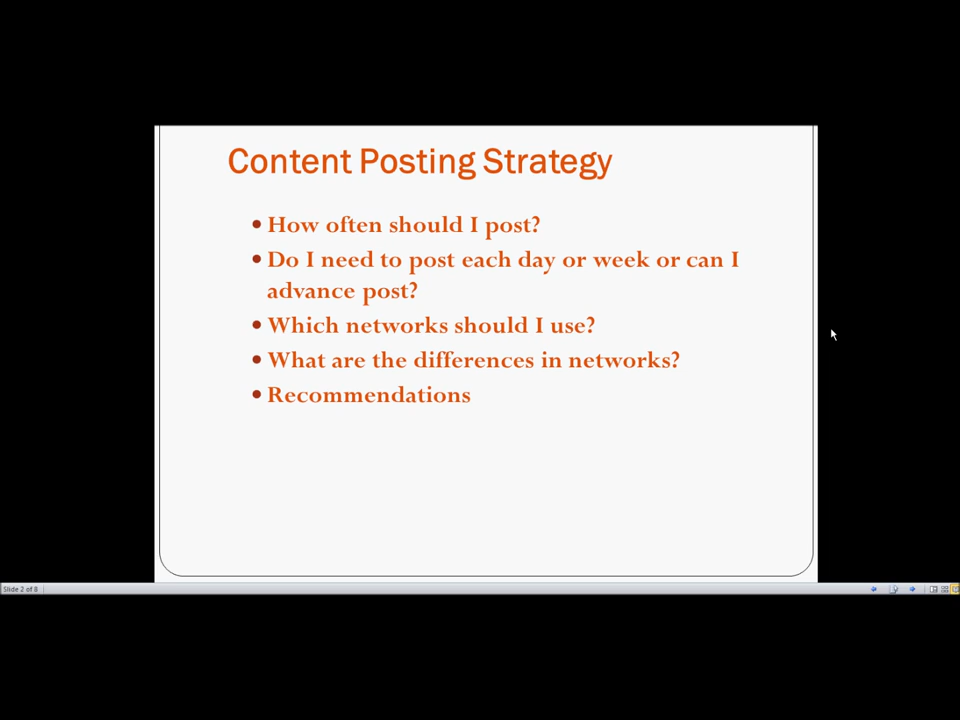 Content Posting Strategy
• How often should I post?
• Do I need to post each day or week or can I
advance post?
• Which networks should I use?
• What are the differences in networks?
• Recommendations
Slide 2 of 8